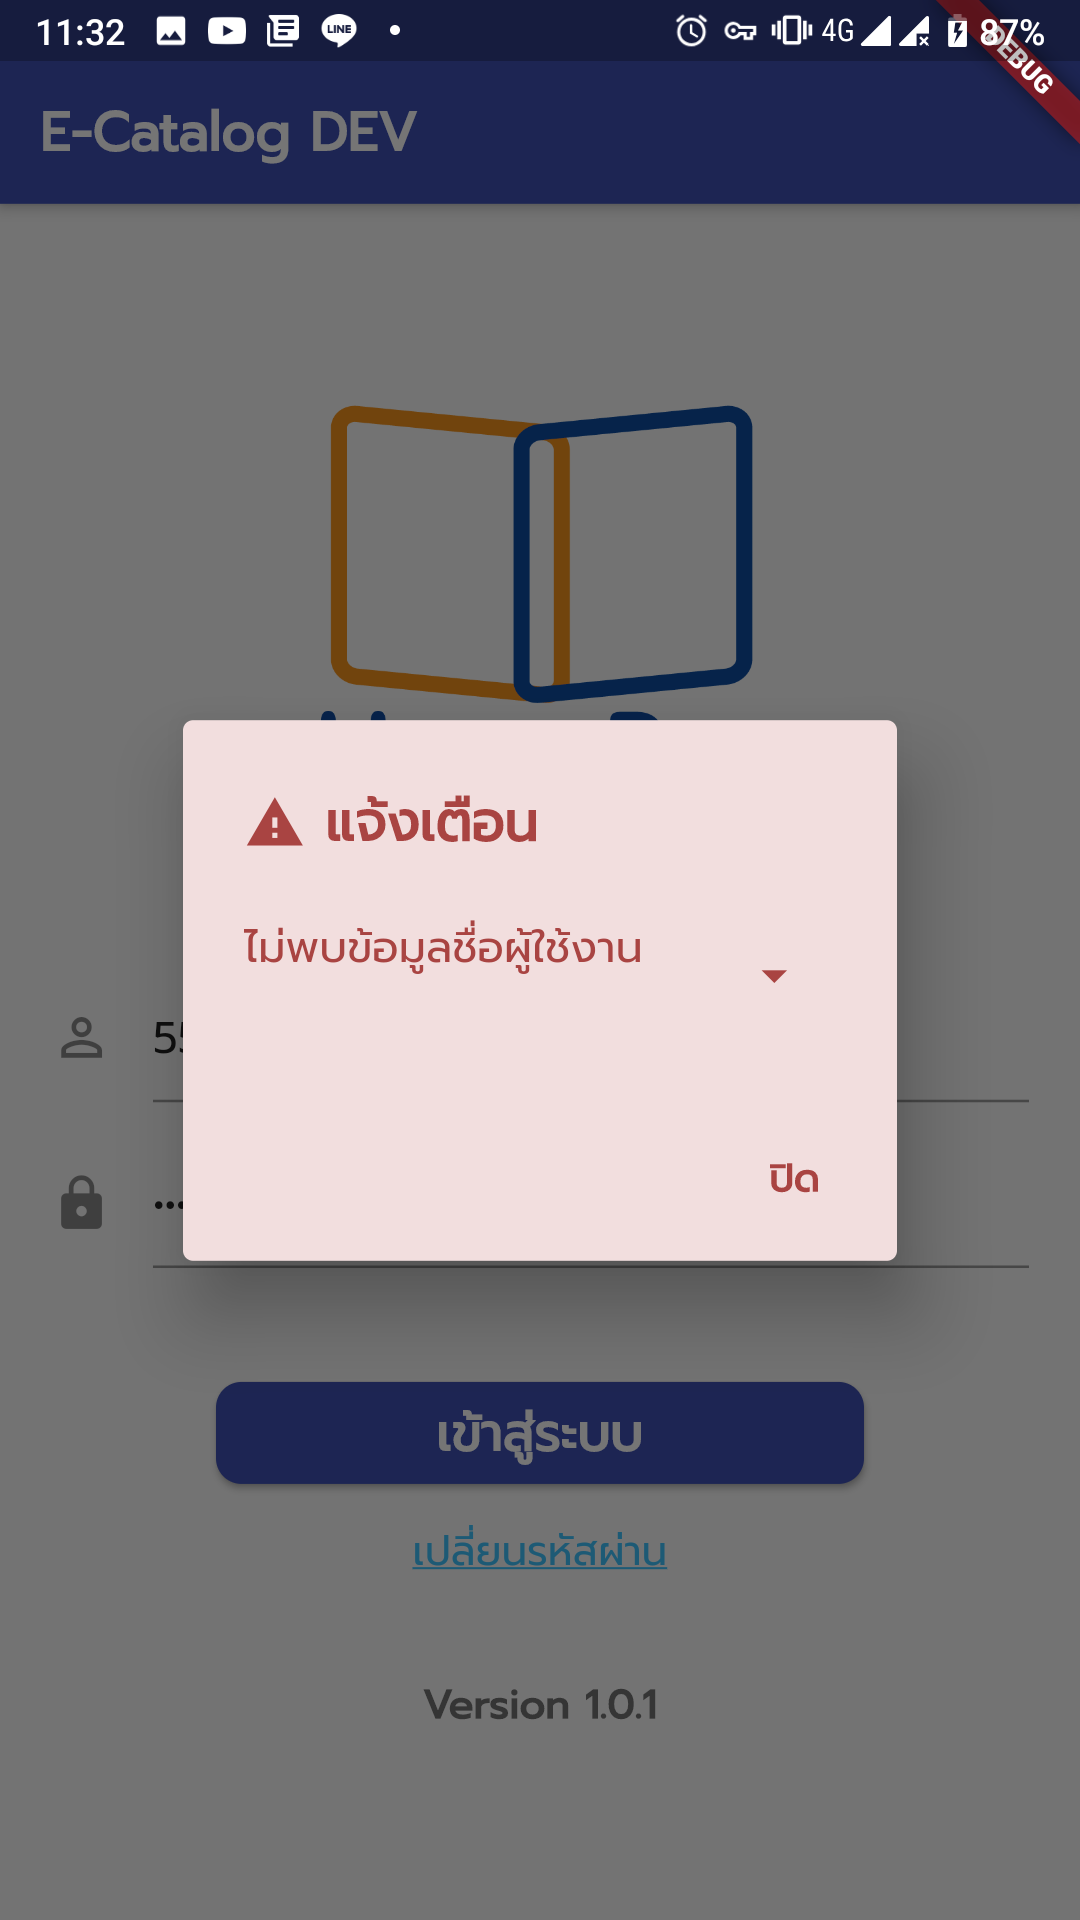 11:32 LINE 4G 87%
DEBUG
E-Catalog DEV
แจ้งเตือน
ไม่พบข้อมูลชื่อผู้ใช้งาน
ปิด
เข้าสู่ระบบ
เปลี่ยนรหัสผ่าน
Version 1.0.1